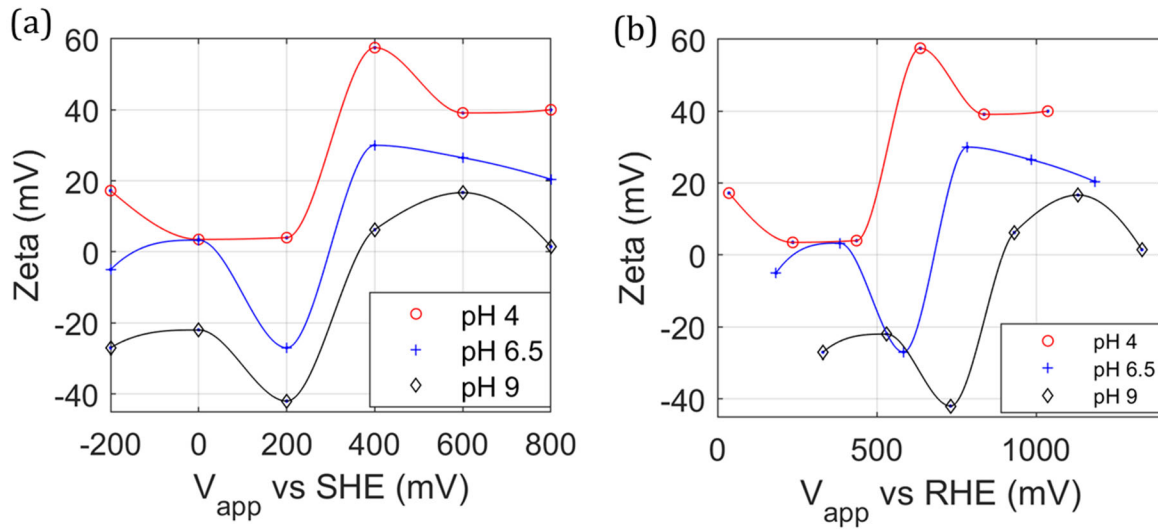 (a)
60
40
20
0
-20
-40
-200 0 200 400 600 800
Zeta (mV)
V_app vs SHE (mV)
pH 4
pH 6.5
pH 9
(b)
60
40
20
0
-20
-40
0 500 1000
Zeta (mV)
V_app vs RHE (mV)
pH 4
pH 6.5
pH 9